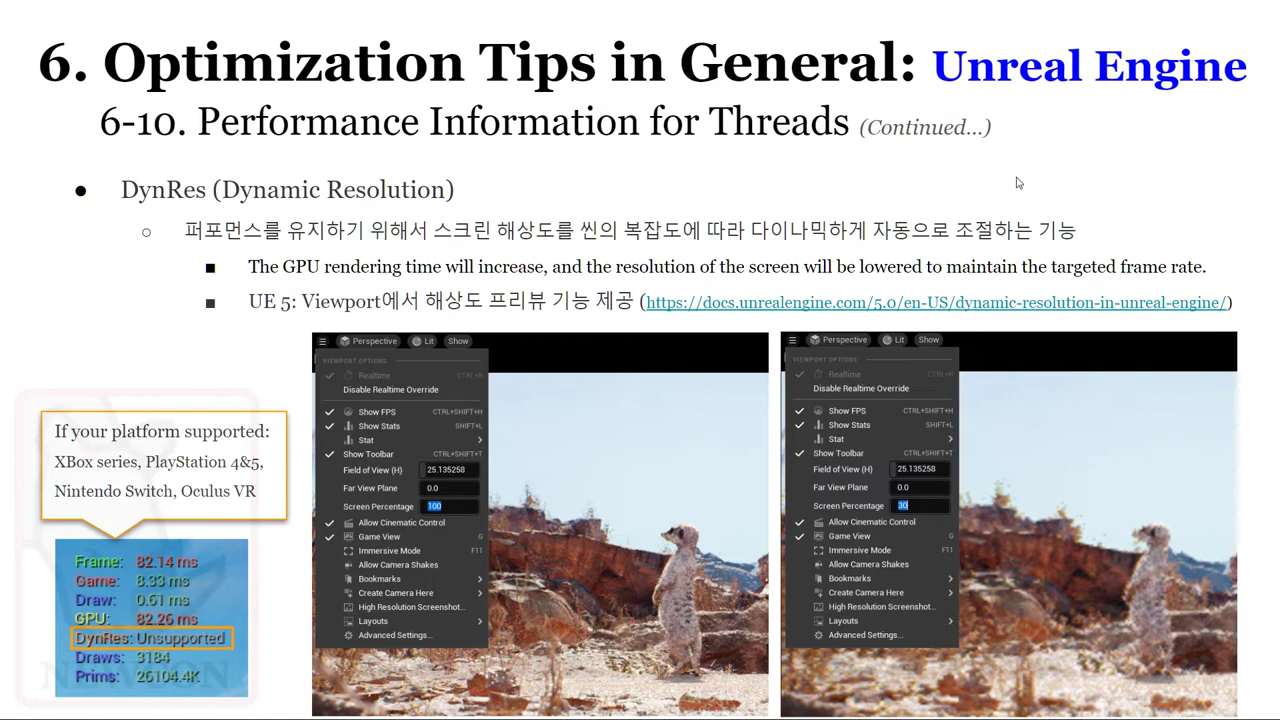 6. Optimization Tips in General: Unreal Engine
6-10. Performance Information for Threads (Continued...)
● DynRes (Dynamic Resolution)
○ 퍼포먼스를 유지하기 위해서 스크린 해상도를 씬의 복잡도에 따라 다이나믹하게 자동으로 조절하는 기능
■ The GPU rendering time will increase, and the resolution of the screen will be lowered to maintain the targeted frame rate.
■ UE 5: Viewport에서 해상도 프리뷰 기능 제공 (https://docs.unrealengine.com/5.0/en-US/dynamic-resolution-in-unreal-engine/)
If your platform supported:
XBox series, PlayStation 4&5,
Nintendo Switch, Oculus VR
Frame: 82.14 ms
Game: 8.33 ms
Draw: 0.61 ms
GPU: 82.26 ms
DynRes: Unsupported
Draws: 3184
Prims: 26104.4K
Perspective Lit Show
VIEWPORT OPTIONS
Realtime CTRL+R
Disable Realtime Override
Show FPS CTRL+SHIFT+H
Show Stats SHIFT+L
Stat
Show Toolbar CTRL+SHIFT+T
Field of View (H) 25.135258
Far View Plane 0.0
Screen Percentage 100
Allow Cinematic Control
Game View G
Immersive Mode F11
Allow Camera Shakes
Bookmarks
Create Camera Here
High Resolution Screenshot...
Layouts
Advanced Settings...
Perspective Lit Show
VIEWPORT OPTIONS
Realtime CTRL+R
Disable Realtime Override
Show FPS CTRL+SHIFT+H
Show Stats SHIFT+L
Stat
Show Toolbar CTRL+SHIFT+T
Field of View (H) 25.135258
Far View Plane 0.0
Screen Percentage 30
Allow Cinematic Control
Game View G
Immersive Mode F11
Allow Camera Shakes
Bookmarks
Create Camera Here
High Resolution Screenshot...
Layouts
Advanced Settings...